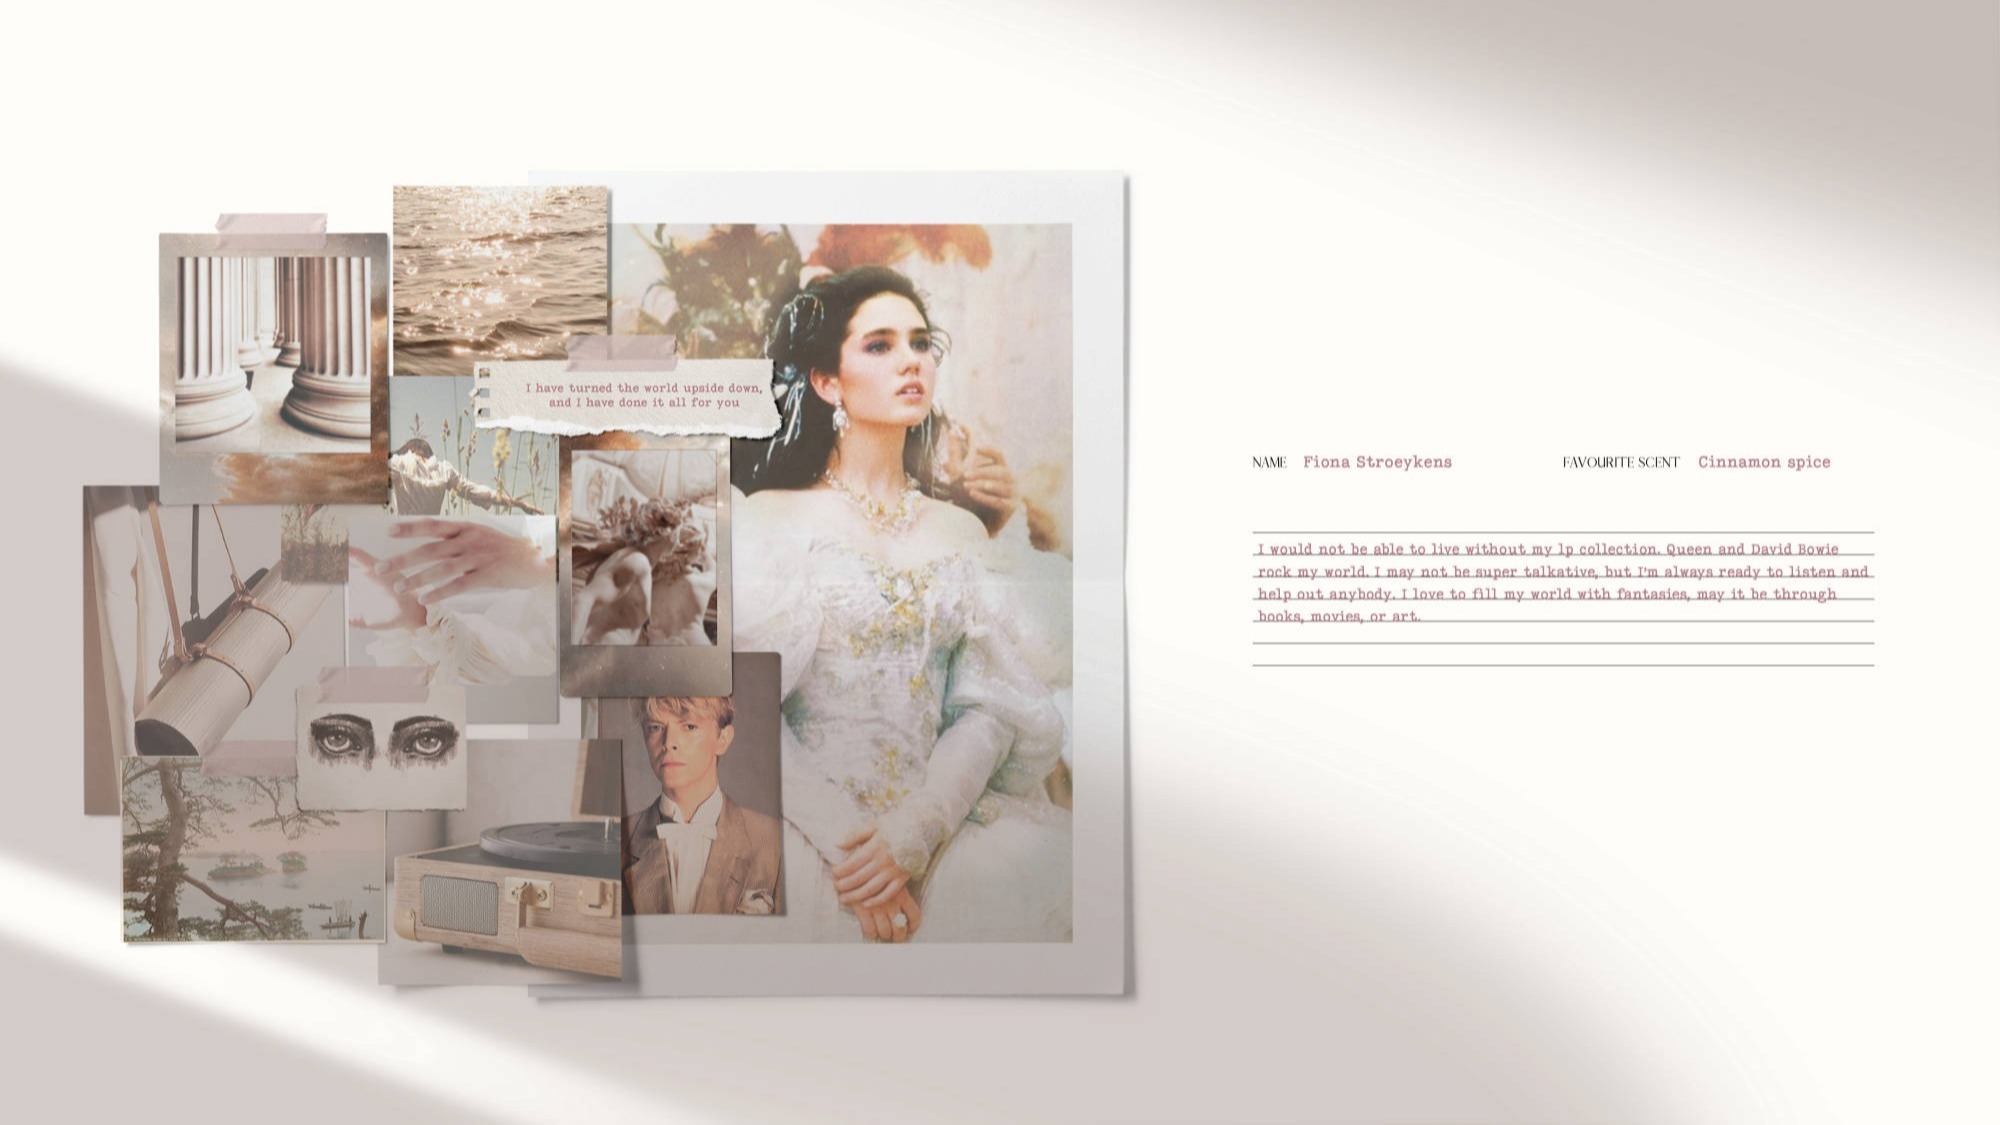 I have turned the world upside down,
and I have done it all for you
NAME Fiona Stroeykens
FAVOURITE SCENT Cinnamon spice
I would not be able to live without my lp collection. Queen and David Bowie
rock my world. I may not be super talkative, but I'm always ready to listen and
help out anybody. I love to fill my world with fantasies, may it be through
books, movies, or art.